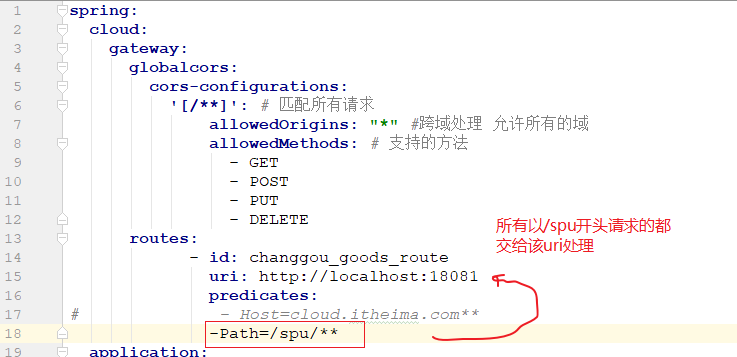 1 spring:
2 cloud:
3 gateway:
4 globalcors:
5 cors-configurations:
6 '[/**]': # 匹配所有请求
7 allowedOrigins: "*" #跨域处理 允许所有的域
8 allowedMethods: # 支持的方法
9 - GET
10 - POST
11 - PUT
12 - DELETE
13 routes:
14 - id: changgou_goods_route
15 uri: http://localhost:18081
16 predicates:
17 # - Host=cloud.itheima.com**
18 -Path=/spu/**
19 application:
所有以/spu开头请求的都
交给该uri处理